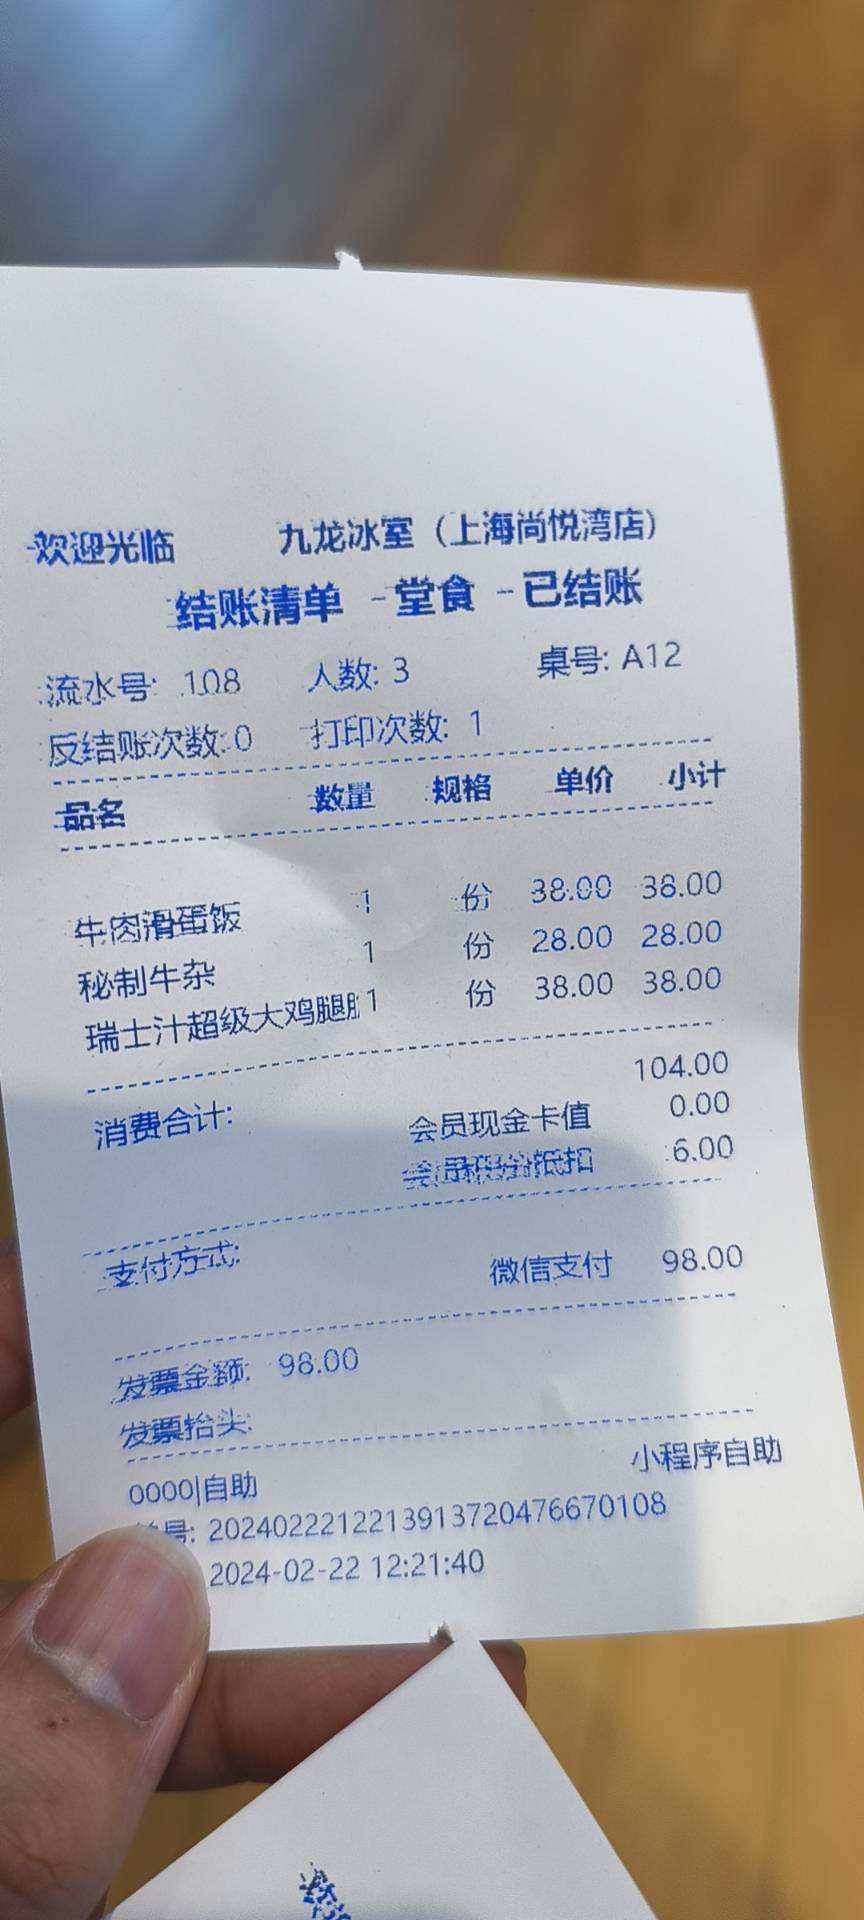 欢迎光临 九龙冰室（上海尚悦湾店）
结账清单 -堂食 -已结账
流水号: 108 人数: 3 桌号: A12
反结账次数:0 打印次数: 1
品名 数量 规格 单价 小计
牛肉滑蛋饭 1 份 38.00 38.00
秘制牛杂 1 份 28.00 28.00
瑞士汁超级大鸡腿 1 份 38.00 38.00
消费合计: 104.00
会员现金卡值 0.00
会员积分抵扣 6.00
支付方式: 微信支付 98.00
发票金额: 98.00
发票抬头:
0000|自助 小程序自助
单号: 20240222122139137204766​70108
2024-02-22 12:21:40